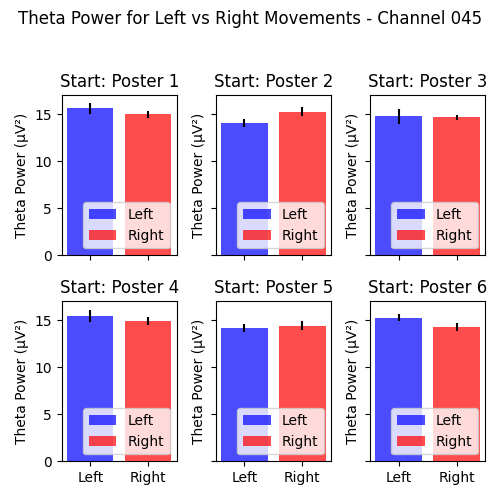 Theta Power for Left vs Right Movements - Channel 045
Start: Poster 1
Start: Poster 2
Start: Poster 3
Theta Power (μV²)
15
10
5
0
Left
Right
Theta Power (μV²)
Left
Right
Theta Power (μV²)
Left
Right
Start: Poster 4
Start: Poster 5
Start: Poster 6
Theta Power (μV²)
15
10
5
0
Left
Right
Left
Right
Theta Power (μV²)
Left
Right
Left
Right
Theta Power (μV²)
Left
Right
Left
Right